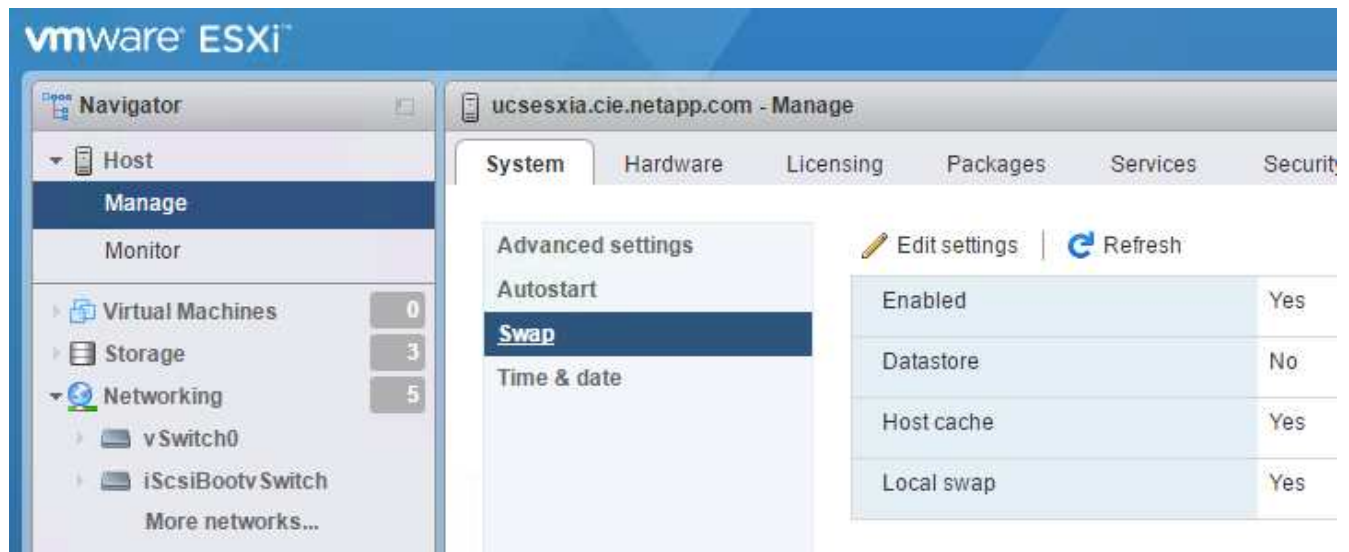 vmware ESXi™
Navigator
Host
Manage
Monitor
Virtual Machines 0
Storage 3
Networking 5
vSwitch0
iScsiBootvSwitch
More networks...
ucsesxia.cie.netapp.com - Manage
System Hardware Licensing Packages Services Security
Advanced settings
Autostart
Swap
Time & date
Edit settings | Refresh
Enabled Yes
Datastore No
Host cache Yes
Local swap Yes